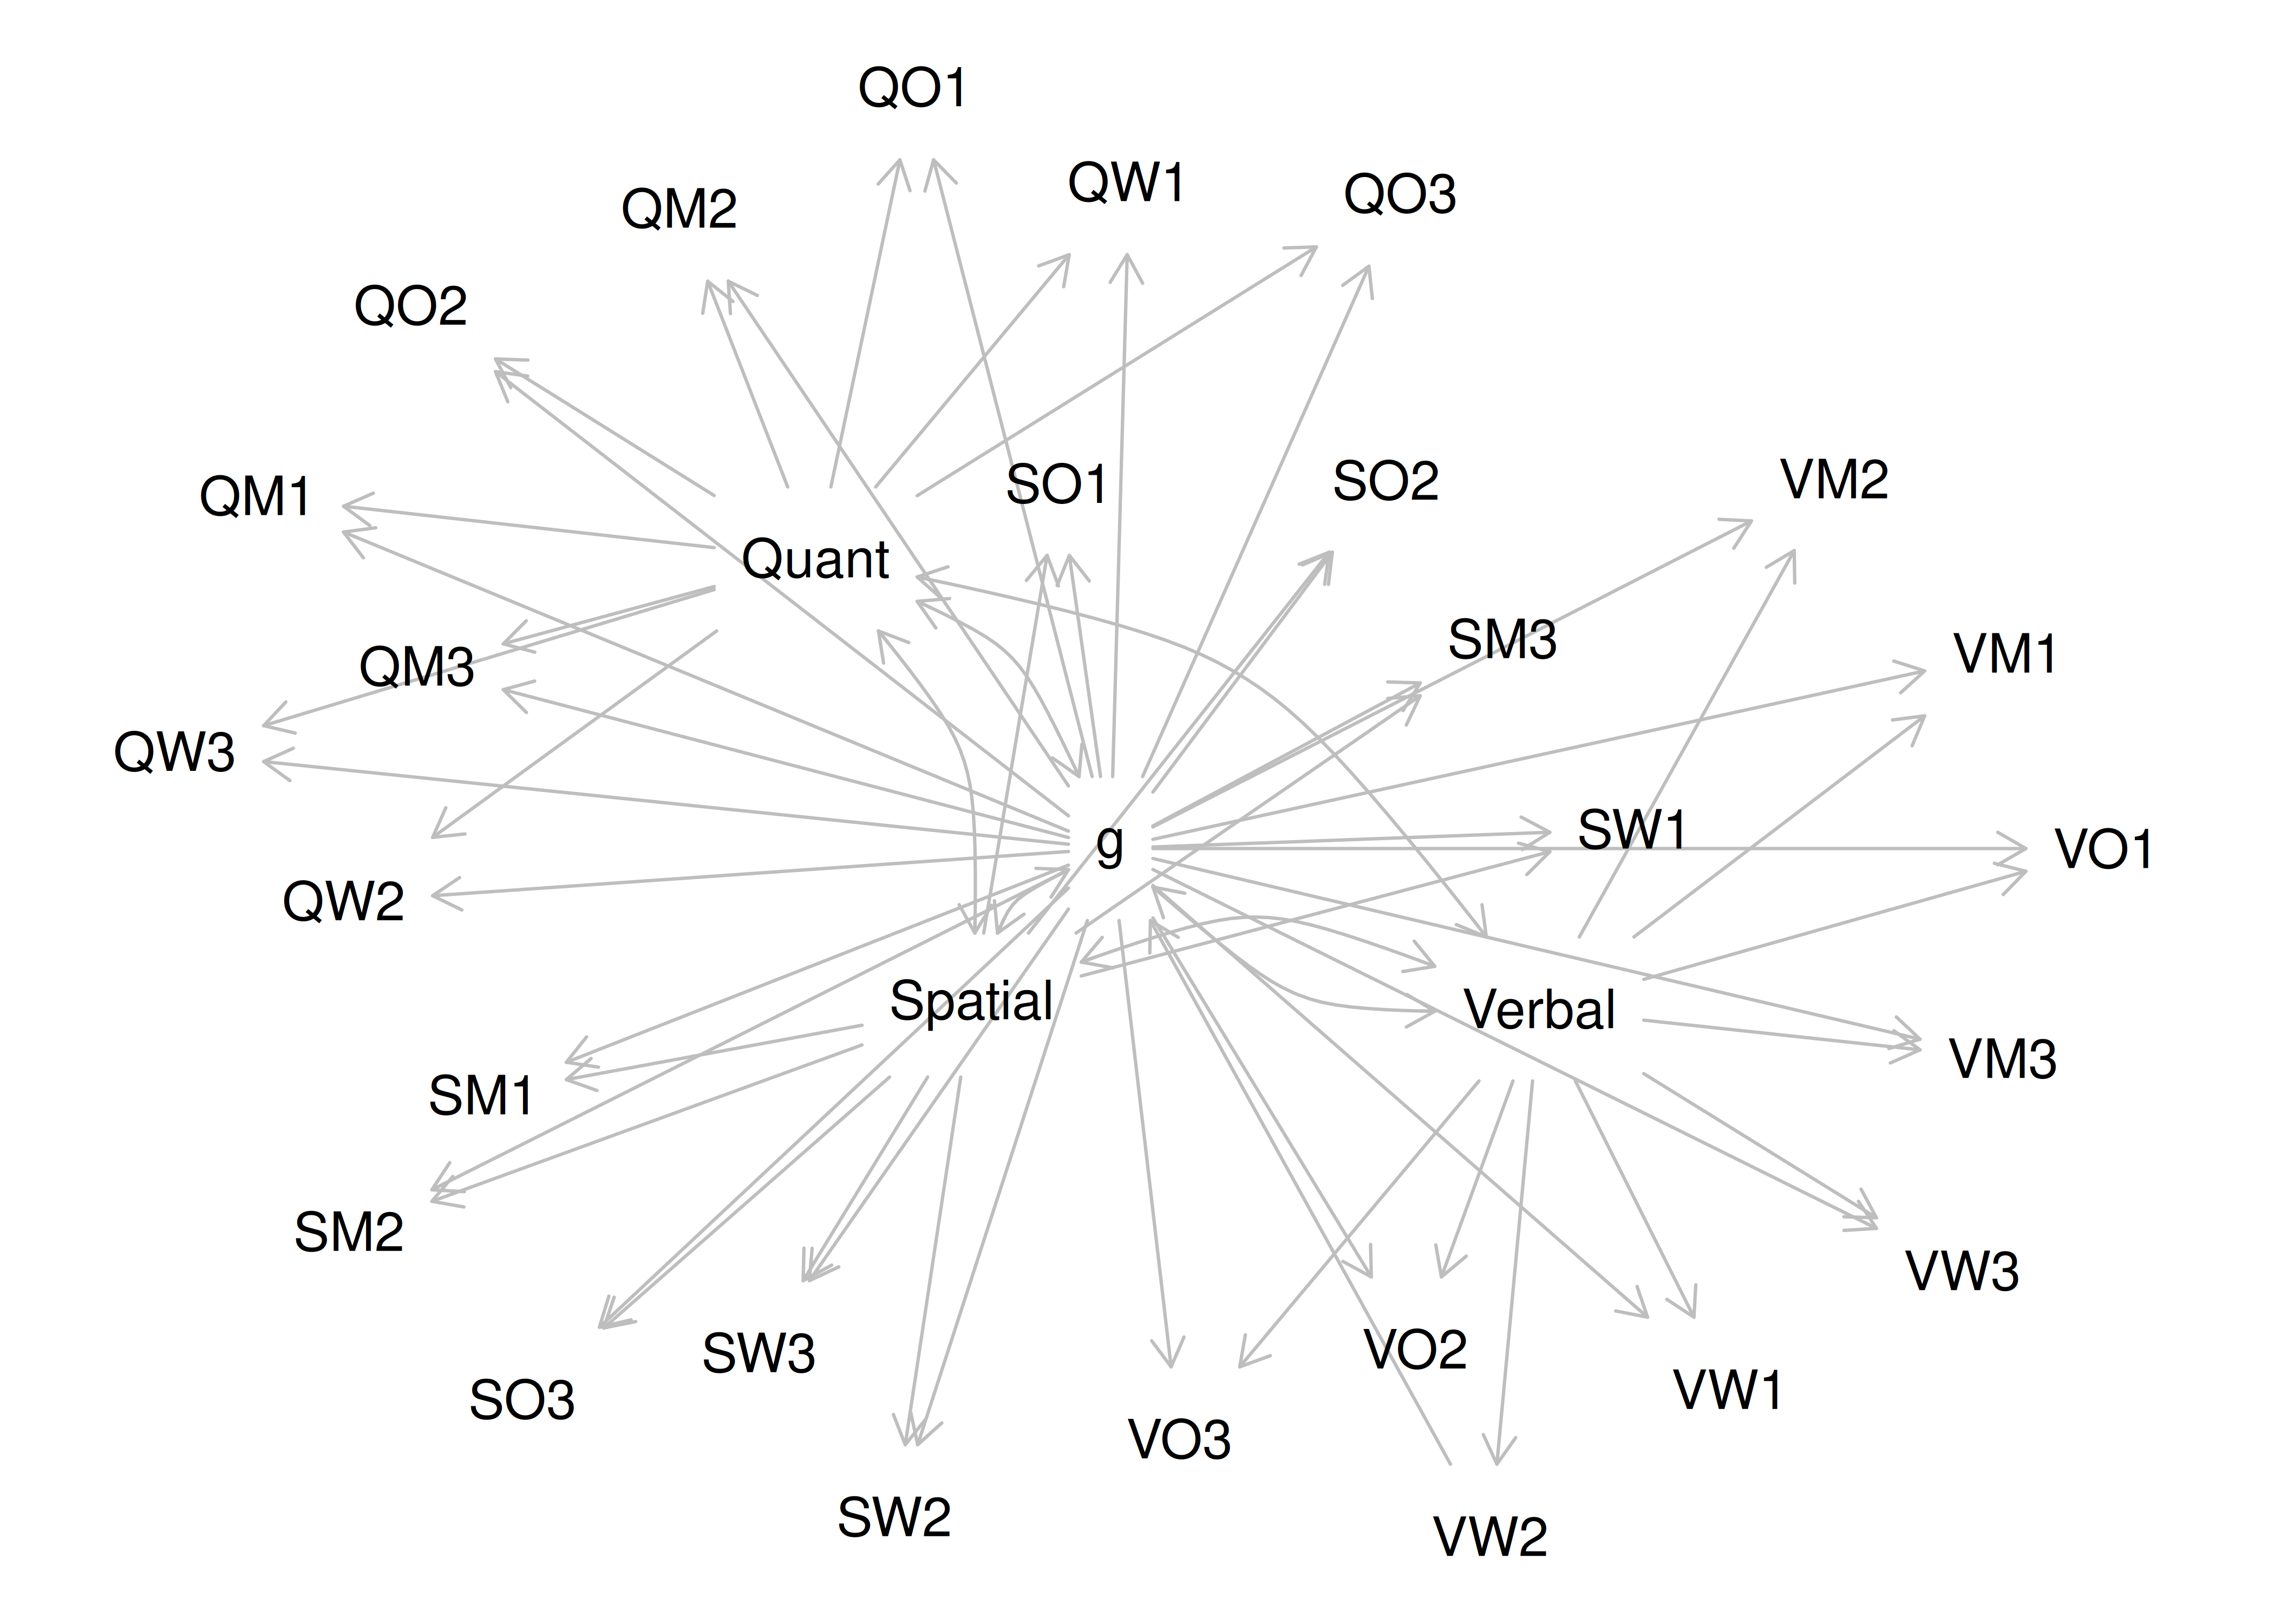 QO1
QW1
QO3
QM2
QO2
SO1
SO2
VM2
QM1
Quant
SM3
VM1
QM3
QW3
SW1
g
VO1
QW2
Spatial
Verbal
VM3
SM1
SM2
VW3
VO2
SW3
VW1
SO3
VO3
SW2
VW2